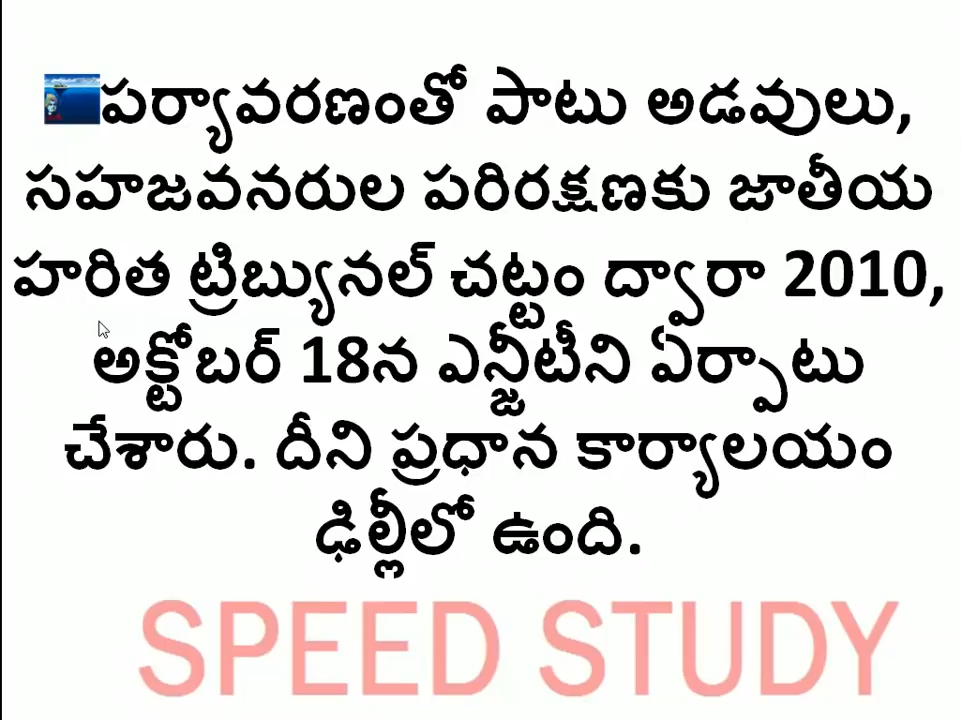 పర్యావరణంతో పాటు అడవులు,
సహజవనరుల పరిరక్షణకు జాతీయ
హరిత ట్రిబ్యునల్ చట్టం ద్వారా 2010,
అక్టోబర్ 18న ఎన్జీటీని ఏర్పాటు
చేశారు. దీని ప్రధాన కార్యాలయం
ఢిల్లీలో ఉంది.
SPEED STUDY